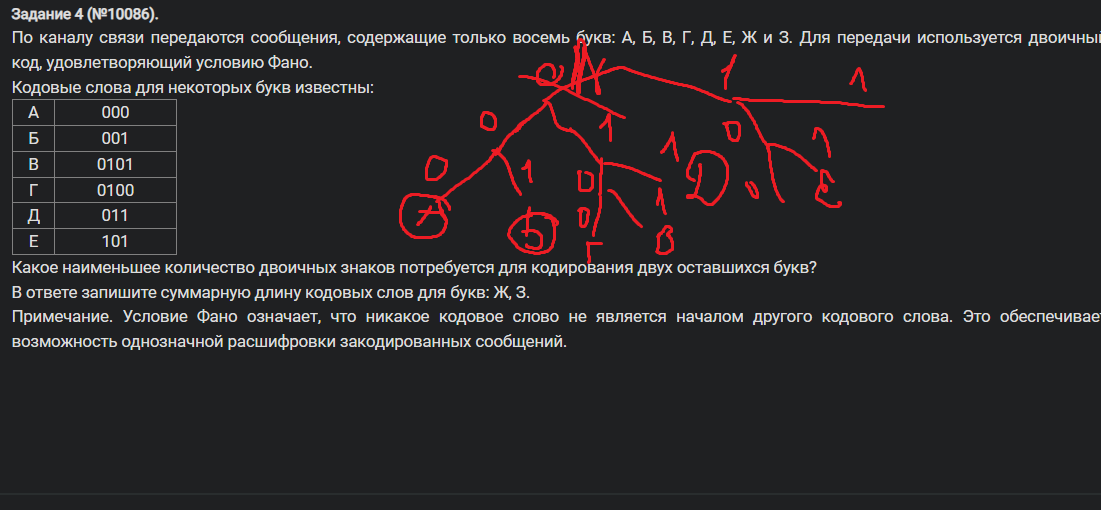 Задание 4 (№10086).
По каналу связи передаются сообщения, содержащие только восемь букв: А, Б, В, Г, Д, Е, Ж и З. Для передачи используется двоичный
код, удовлетворяющий условию Фано.
Кодовые слова для некоторых букв известны:
А 000
Б 001
В 0101
Г 0100
Д 011
Е 101
Какое наименьшее количество двоичных знаков потребуется для кодирования двух оставшихся букв?
В ответе запишите суммарную длину кодовых слов для букв: Ж, З.
Примечание. Условие Фано означает, что никакое кодовое слово не является началом другого кодового слова. Это обеспечивает
возможность однозначной расшифровки закодированных сообщений.
0 1 1
0 1 1 0 1
0 1 0 1 0
А Б 0 В Д Е
Г